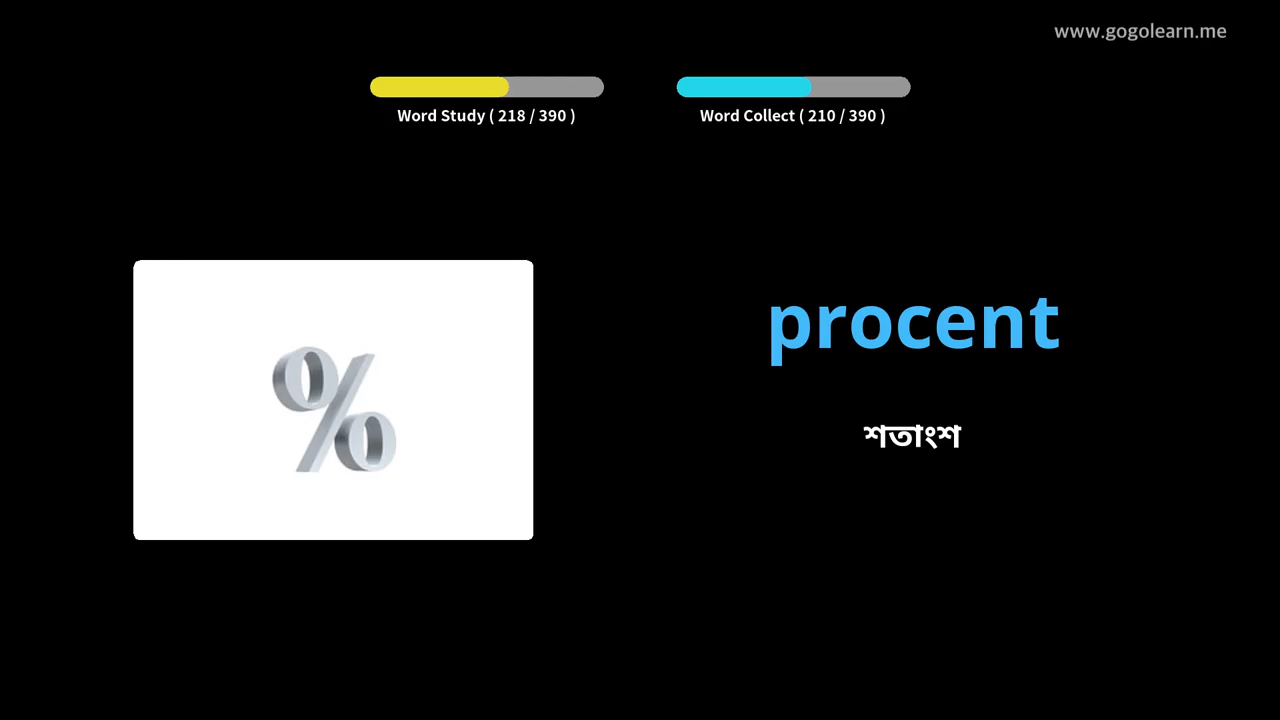 www.gogolearn.me
Word Study ( 218 / 390 )
Word Collect ( 210 / 390 )
%
procent
শতাংশ